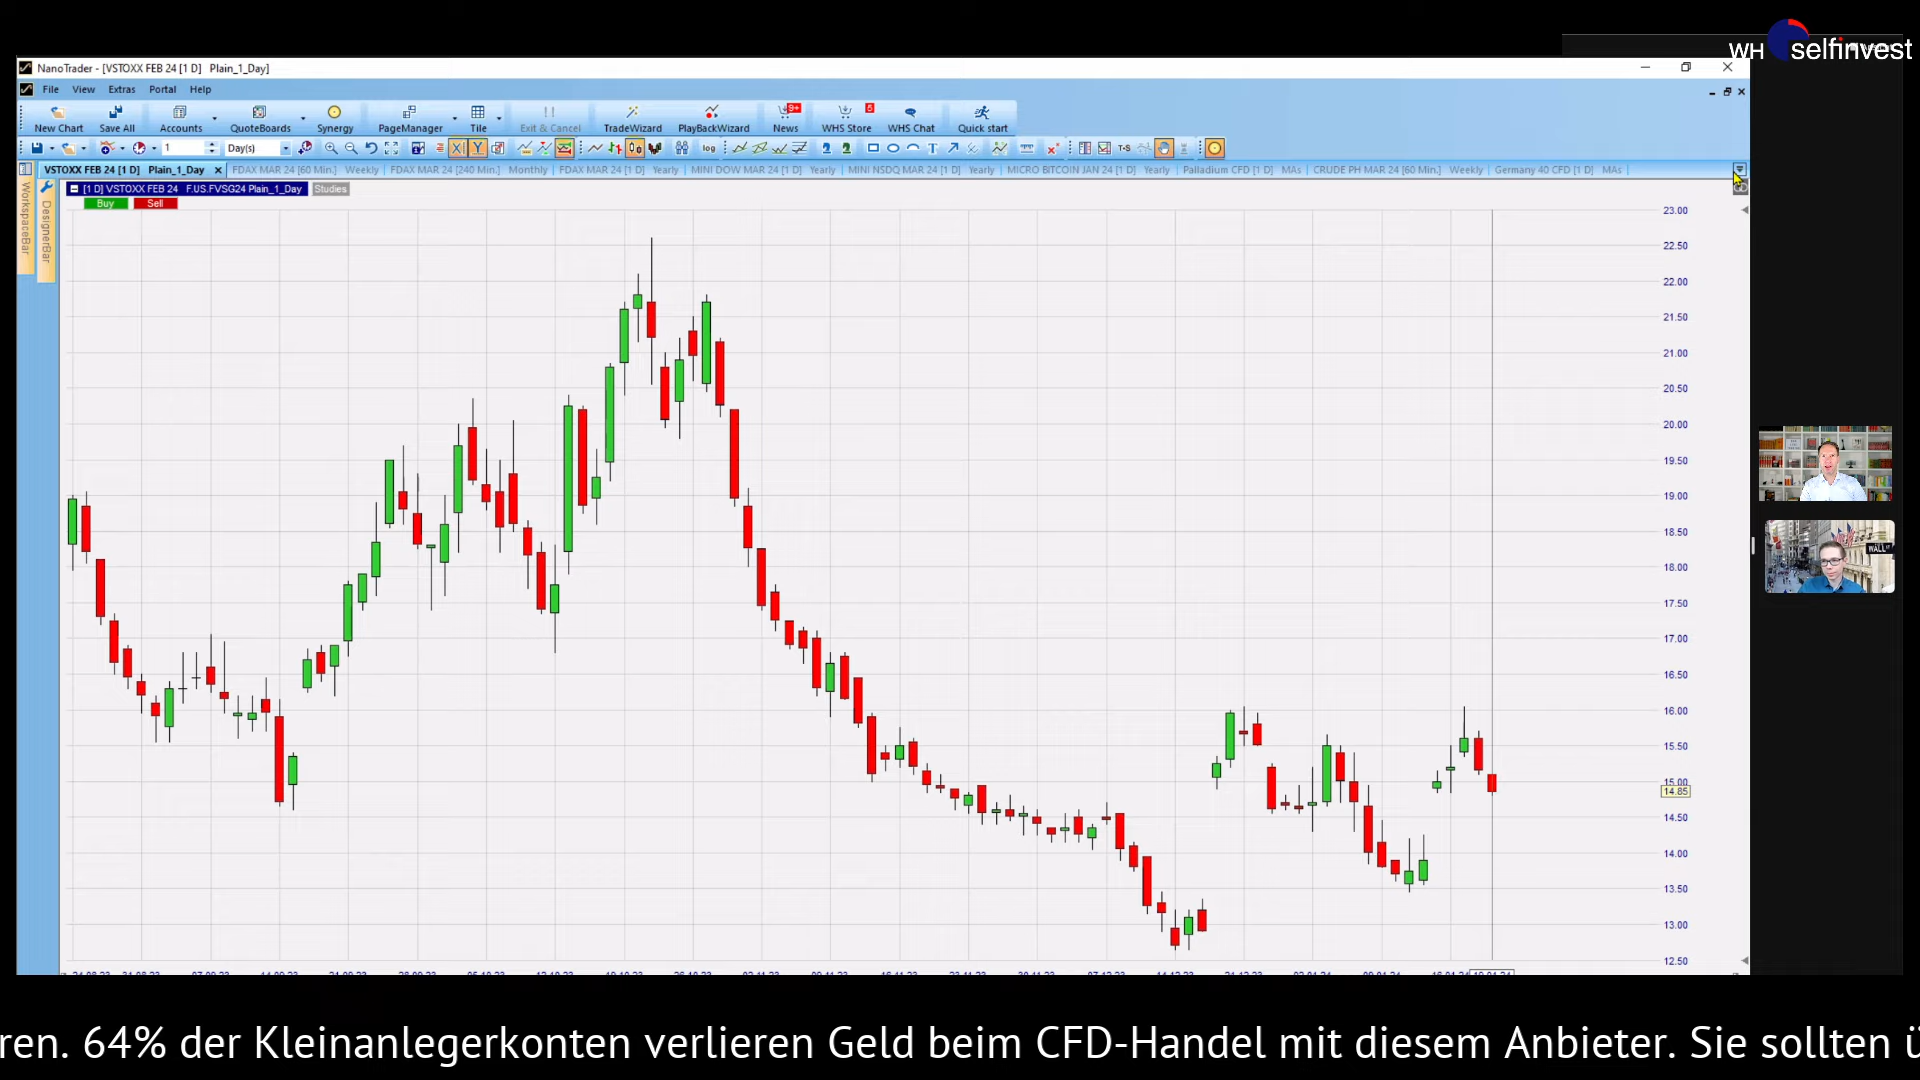 WH selfinvest
NanoTrader - [VSTOXX FEB 24 [1 D] Plain_1_Day]
File View Extras Portal Help
9+ 5
New Chart Save All Accounts QuoteBoards Synergy PageManager Tile Exit & Cancel TradeWizard PlayBackWizard News WHS Store WHS Chat Quick start
1 Day(s) log T T-S
VSTOXX FEB 24 [1 D] Plain_1_Day FDAX MAR 24 [60 Min.] Weekly FDAX MAR 24 [240 Min.] Monthly FDAX MAR 24 [1 D] Yearly MINI DOW MAR 24 [1 D] Yearly MINI NSDQ MAR 24 [1 D] Yearly MICRO BITCOIN JAN 24 [1 D] Yearly Palladium CFD [1 D] MAs CRUDE PH MAR 24 [60 Min.] Weekly Germany 40 CFD [1 D] MAs
WorkspaceBar
DesignerBar
[1 D] VSTOXX FEB 24 F.US.FVSG24 Plain_1_Day Studies
Buy Sell
23.00
22.50
22.00
21.50
21.00
20.50
20.00
19.50
19.00
18.50
18.00
17.50
17.00
16.50
16.00
15.50
15.00
14.85
14.50
14.00
13.50
13.00
12.50
WALL
ren. 64% der Kleinanlegerkonten verlieren Geld beim CFD-Handel mit diesem Anbieter. Sie sollten ü